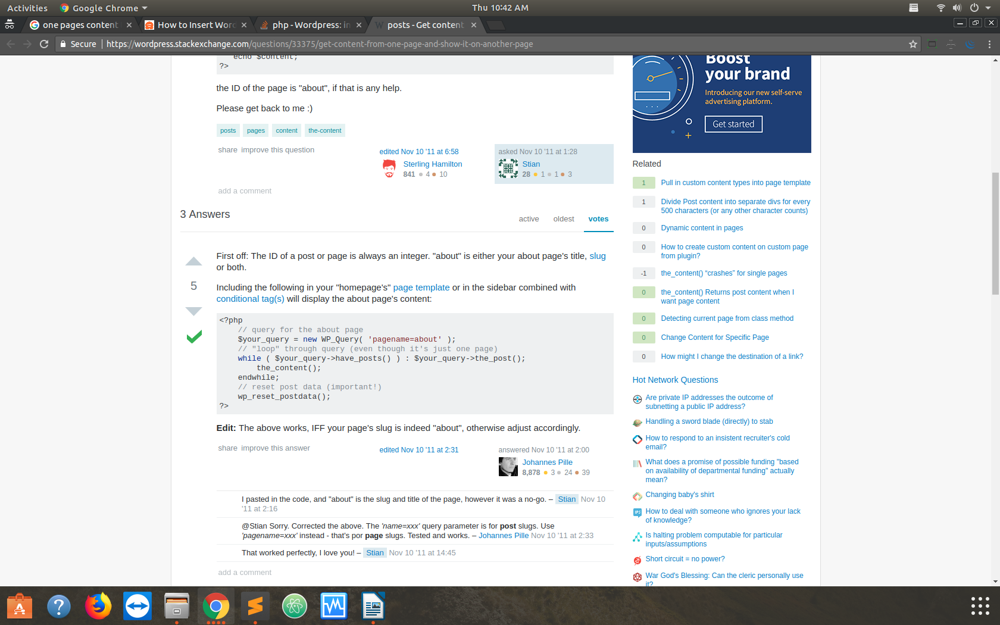 Activities
Google Chrome
Thu 10:42 AM
one pages content
How to Insert Wor
php - Wordpress: in
posts - Get content
Secure
https://wordpress.stackexchange.com/questions/33375/get-content-from-one-page-and-show-it-on-another-page
echo $content;
?>
the ID of the page is "about", if that is any help.
Please get back to me :)
posts pages content the-content
share improve this question
edited Nov 10 '11 at 6:58
Sterling Hamilton
841 4 10
asked Nov 10 '11 at 1:28
Stian
28 1 1 3
add a comment
3 Answers
active oldest votes
5
First off: The ID of a post or page is always an integer. "about" is either your about page's title, slug
or both.
Including the following in your "homepage's" page template or in the sidebar combined with
conditional tag(s) will display the about page's content:
<?php
// query for the about page
$your_query = new WP_Query( 'pagename=about' );
// "loop" through query (even though it's just one page)
while ( $your_query->have_posts() ) : $your_query->the_post();
the_content();
endwhile;
// reset post data (important!)
wp_reset_postdata();
?>
Edit: The above works, IFF your page's slug is indeed "about", otherwise adjust accordingly.
share improve this answer
edited Nov 10 '11 at 2:31
answered Nov 10 '11 at 2:00
Johannes Pille
8,878 3 24 39
I pasted in the code, and "about" is the slug and title of the page, however it was a no-go. – Stian Nov 10
'11 at 2:16
@Stian Sorry. Corrected the above. The 'name=xxx' query parameter is for post slugs. Use
'pagename=xxx' instead - that's por page slugs. Tested and works. – Johannes Pille Nov 10 '11 at 2:33
That worked perfectly, I love you! – Stian Nov 10 '11 at 14:45
add a comment
Boost
your brand
Introducing our new self-serve
advertising platform.
Get started
Related
1 Pull in custom content types into page template
1 Divide Post content into separate divs for every
500 characters (or any other character counts)
0 Dynamic content in pages
0 How to create custom content on custom page
from plugin?
-1 the_content() “crashes” for single pages
0 the_content() Returns post content when I
want page content
0 Detecting current page from class method
0 Change Content for Specific Page
0 How might I change the destination of a link?
Hot Network Questions
Are private IP addresses the outcome of
subnetting a public IP address?
Handling a sword blade (directly) to stab
How to respond to an insistent recruiter's cold
email?
What does a promise of possible funding "based
on availability of departmental funding" actually
mean?
Changing baby's shirt
How to deal with someone who ignores your lack
of knowledge?
Is halting problem computable for particular
inputs/assumptions
Short circuit = no power?
War God's Blessing: Can the cleric personally use
it?